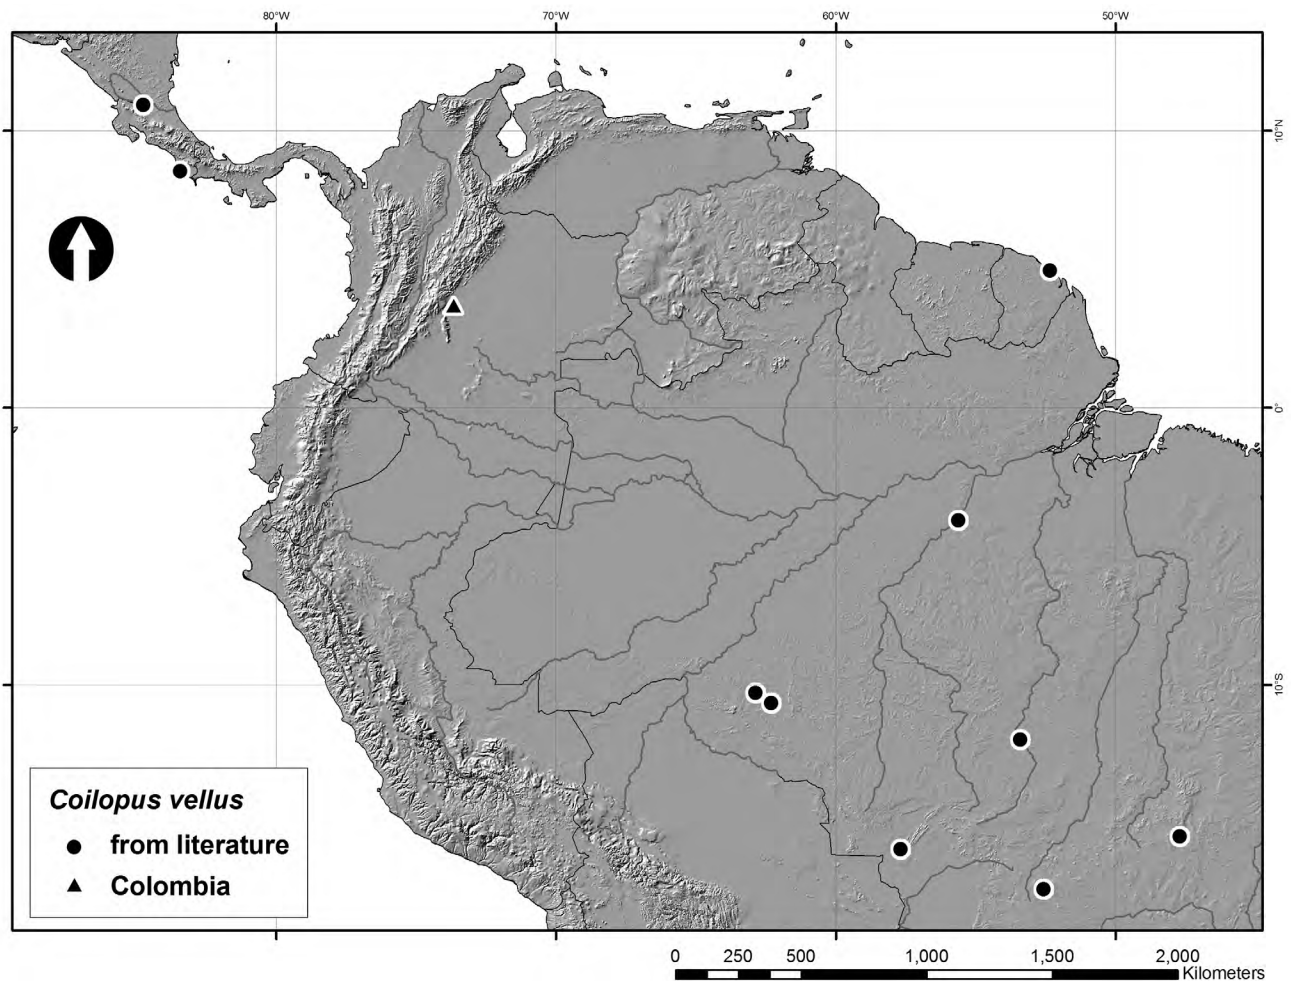 80°W 70°W 60°W 50°W
10°N
0°
10°S
Coilopus vellus
from literature
Colombia
0 250 500 1,000 1,500 2,000
Kilometers